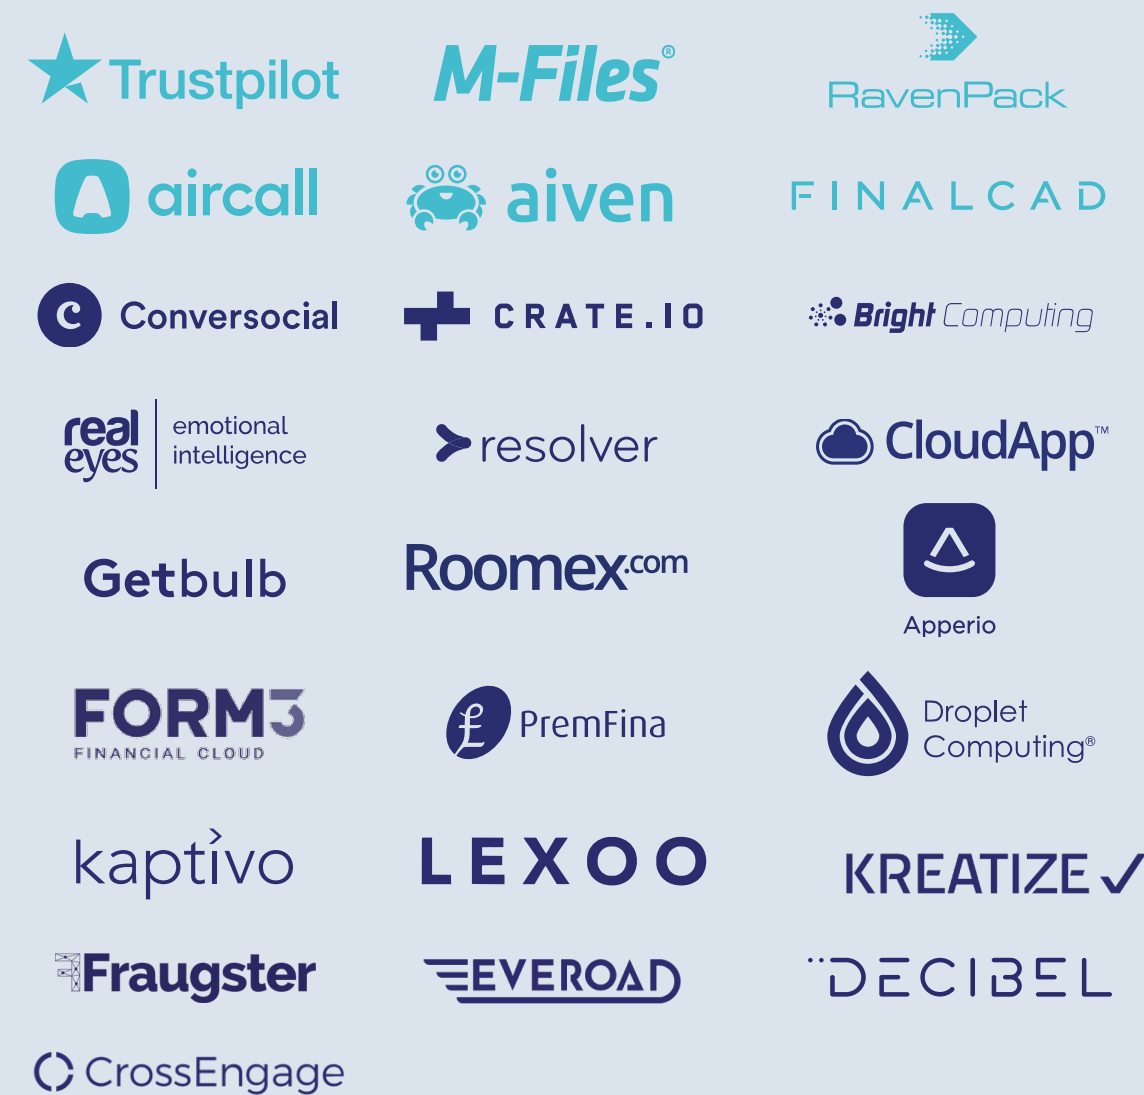 Trustpilot
M-Files®
RavenPack
aircall
aiven
FINALCAD
Conversocial
CRATE.IO
Bright Computing
real
eyes
emotional
intelligence
resolver
CloudApp™
Getbulb
Roomex.com
Apperio
FORM3
FINANCIAL CLOUD
£
PremFina
Droplet
Computing®
kaptivo
LEXOO
KREATIZE
Fraugster
EVEROAD
DECIBEL
CrossEngage